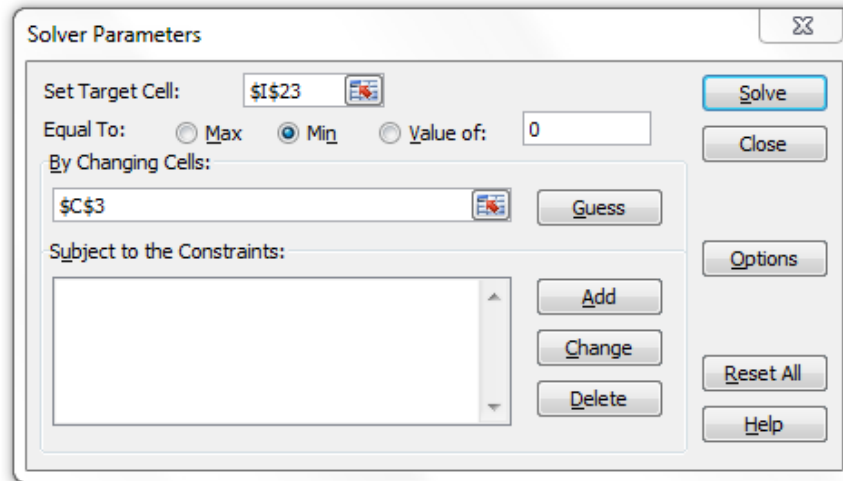 Solver Parameters
Set Target Cell: $I$23 Solve
Equal To: Max Min Value of: 0 Close
By Changing Cells:
$C$3 Guess
Subject to the Constraints: Options
Add
Change
Reset All
Delete
Help